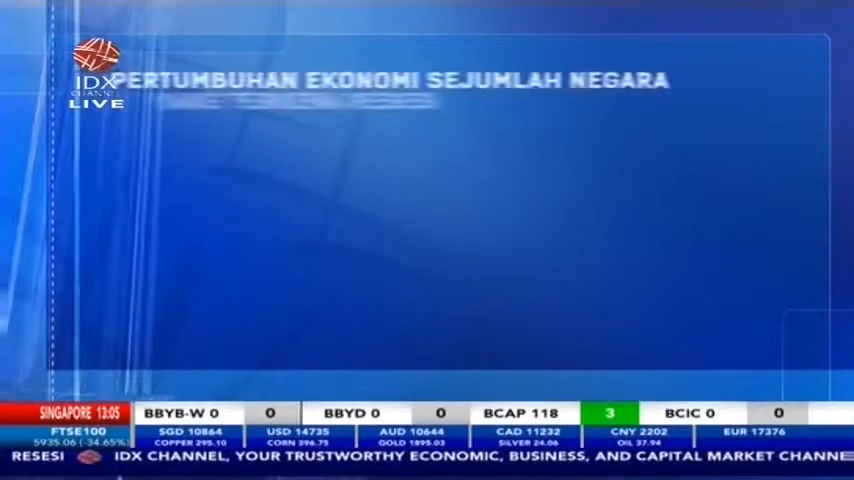 IDX
CHANNEL
LIVE
PERTUMBUHAN EKONOMI SEJUMLAH NEGARA
SINGAPORE 13:05
BBYB-W 0 0 BBYD 0 0 BCAP 118 3 BCIC 0 0
FTSE100
5935.06 (-34.65%)
SGD 10864 USD 14735 AUD 10644 CAD 11232 CNY 2202 EUR 17376
COPPER 295.10 CORN 396.75 GOLD 1895.03 SILVER 24.06 OIL 37.94
RESESI IDX CHANNEL, YOUR TRUSTWORTHY ECONOMIC, BUSINESS, AND CAPITAL MARKET CHANNE